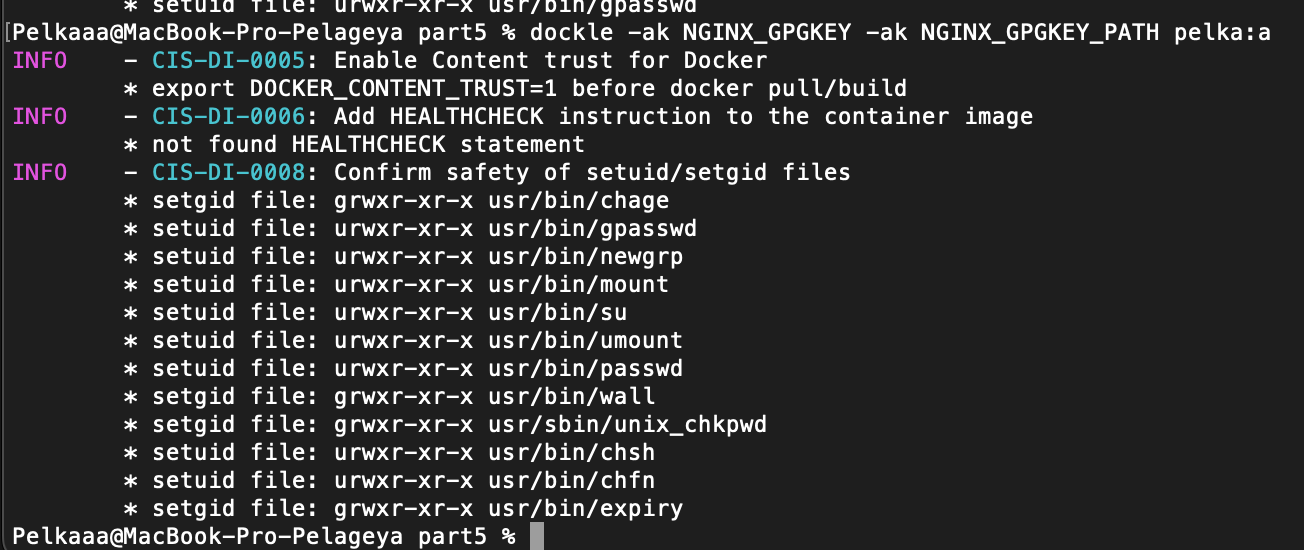 * setuid file: urwxr-xr-x usr/bin/gpasswd
[Pelkaaa@MacBook-Pro-Pelageya part5 % dockle -ak NGINX_GPGKEY -ak NGINX_GPGKEY_PATH pelka:a
INFO - CIS-DI-0005: Enable Content trust for Docker
* export DOCKER_CONTENT_TRUST=1 before docker pull/build
INFO - CIS-DI-0006: Add HEALTHCHECK instruction to the container image
* not found HEALTHCHECK statement
INFO - CIS-DI-0008: Confirm safety of setuid/setgid files
* setgid file: grwxr-xr-x usr/bin/chage
* setuid file: urwxr-xr-x usr/bin/gpasswd
* setuid file: urwxr-xr-x usr/bin/newgrp
* setuid file: urwxr-xr-x usr/bin/mount
* setuid file: urwxr-xr-x usr/bin/su
* setuid file: urwxr-xr-x usr/bin/umount
* setuid file: urwxr-xr-x usr/bin/passwd
* setgid file: grwxr-xr-x usr/bin/wall
* setgid file: grwxr-xr-x usr/sbin/unix_chkpwd
* setuid file: urwxr-xr-x usr/bin/chsh
* setuid file: urwxr-xr-x usr/bin/chfn
* setgid file: grwxr-xr-x usr/bin/expiry
Pelkaaa@MacBook-Pro-Pelageya part5 %